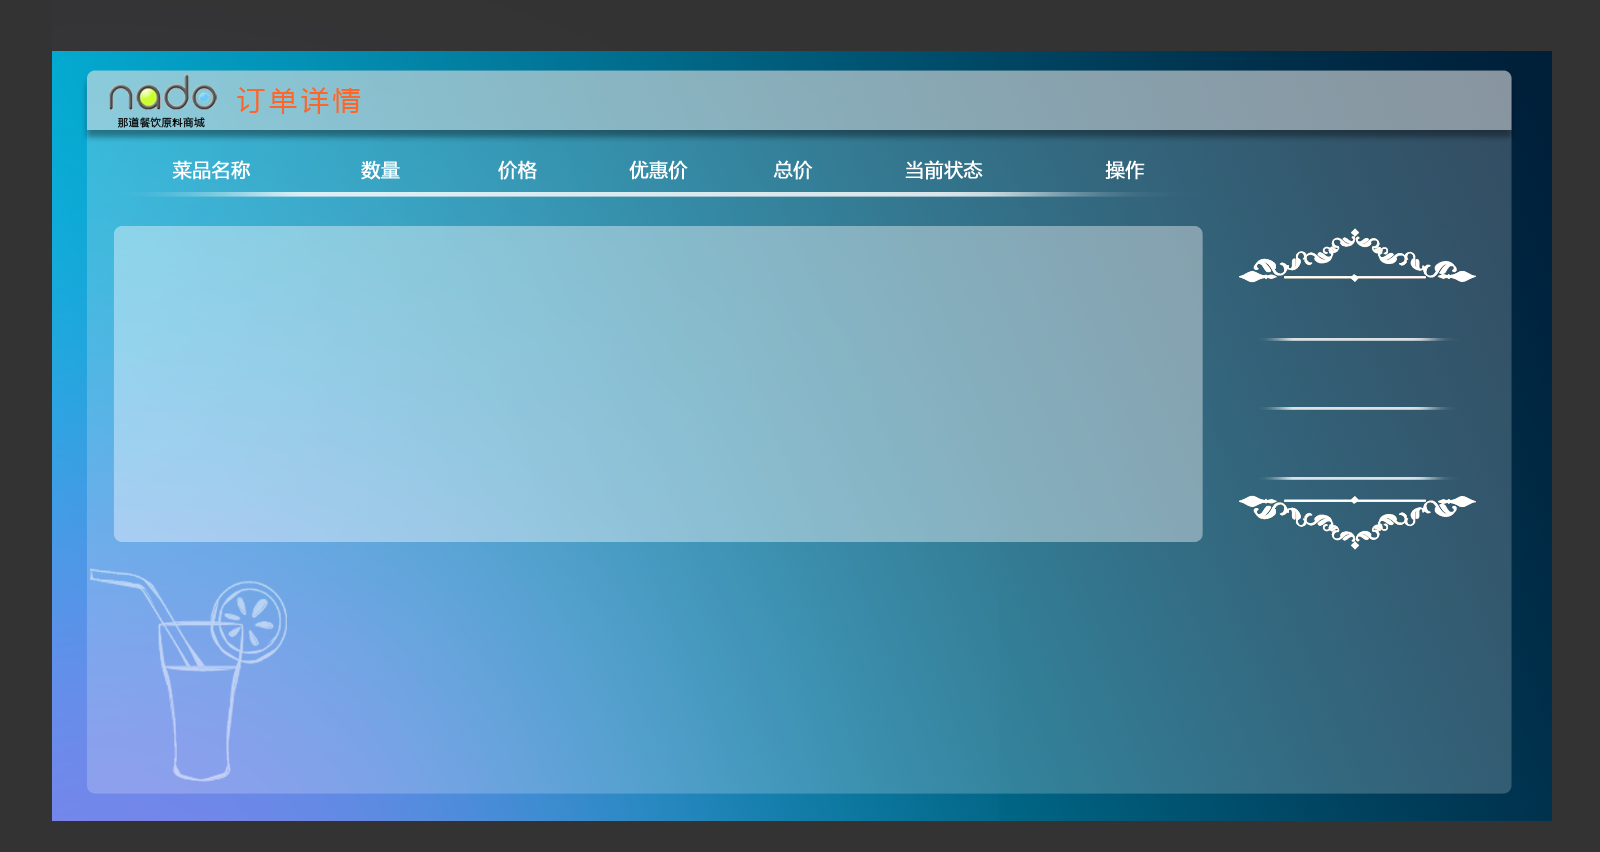 nado
订单详情
那道餐饮原料商城
菜品名称 数量 价格 优惠价 总价 当前状态 操作